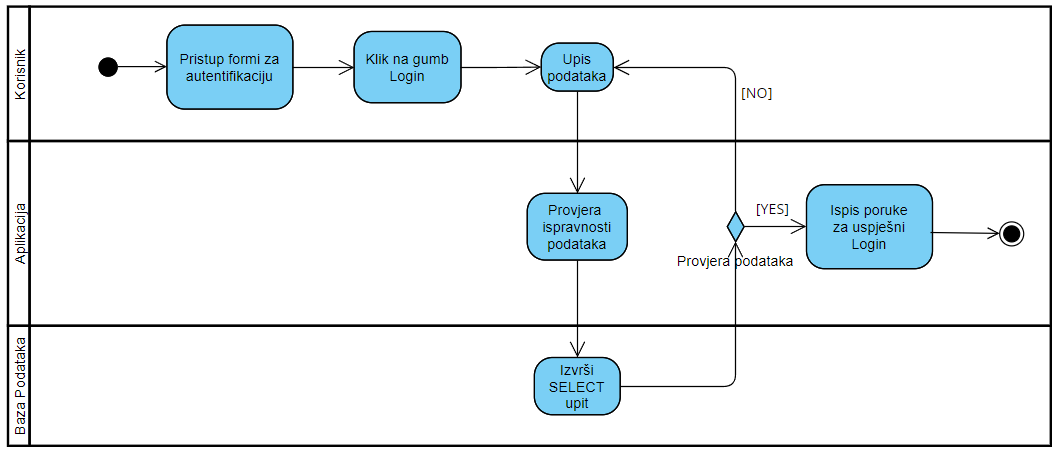 Korisnik
Pristup formi za
autentifikaciju
Klik na gumb
Login
Upis
podataka
[NO]
Aplikacija
Provjera
ispravnosti
podataka
[YES]
Provjera podataka
Ispis poruke
za uspješni
Login
Baza Podataka
Izvrši
SELECT
upit